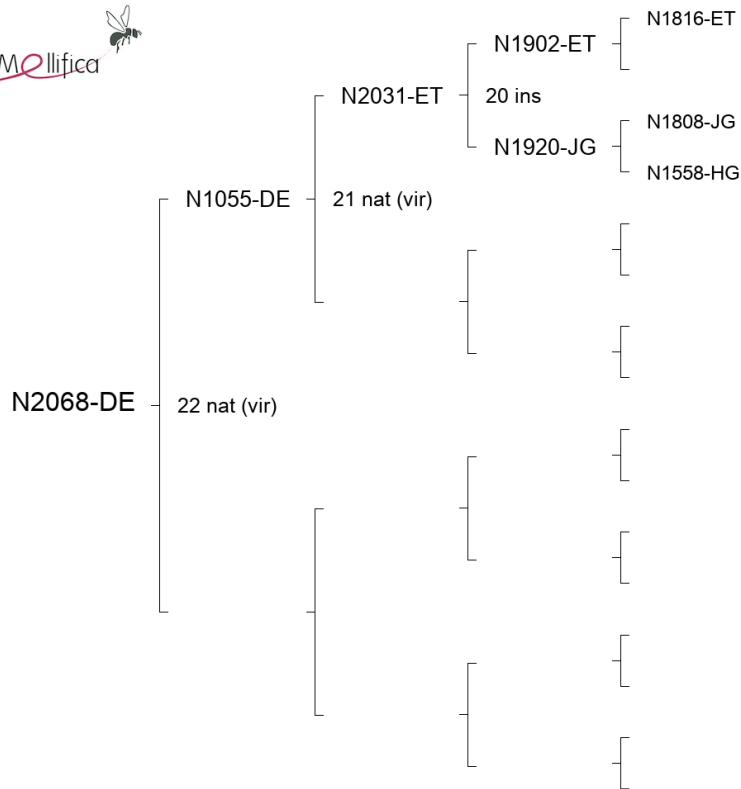 Mellifica
N1816-ET
N1902-ET
N2031-ET
20 ins
N1808-JG
N1920-JG
N1558-HG
N1055-DE
21 nat (vir)
N2068-DE
22 nat (vir)